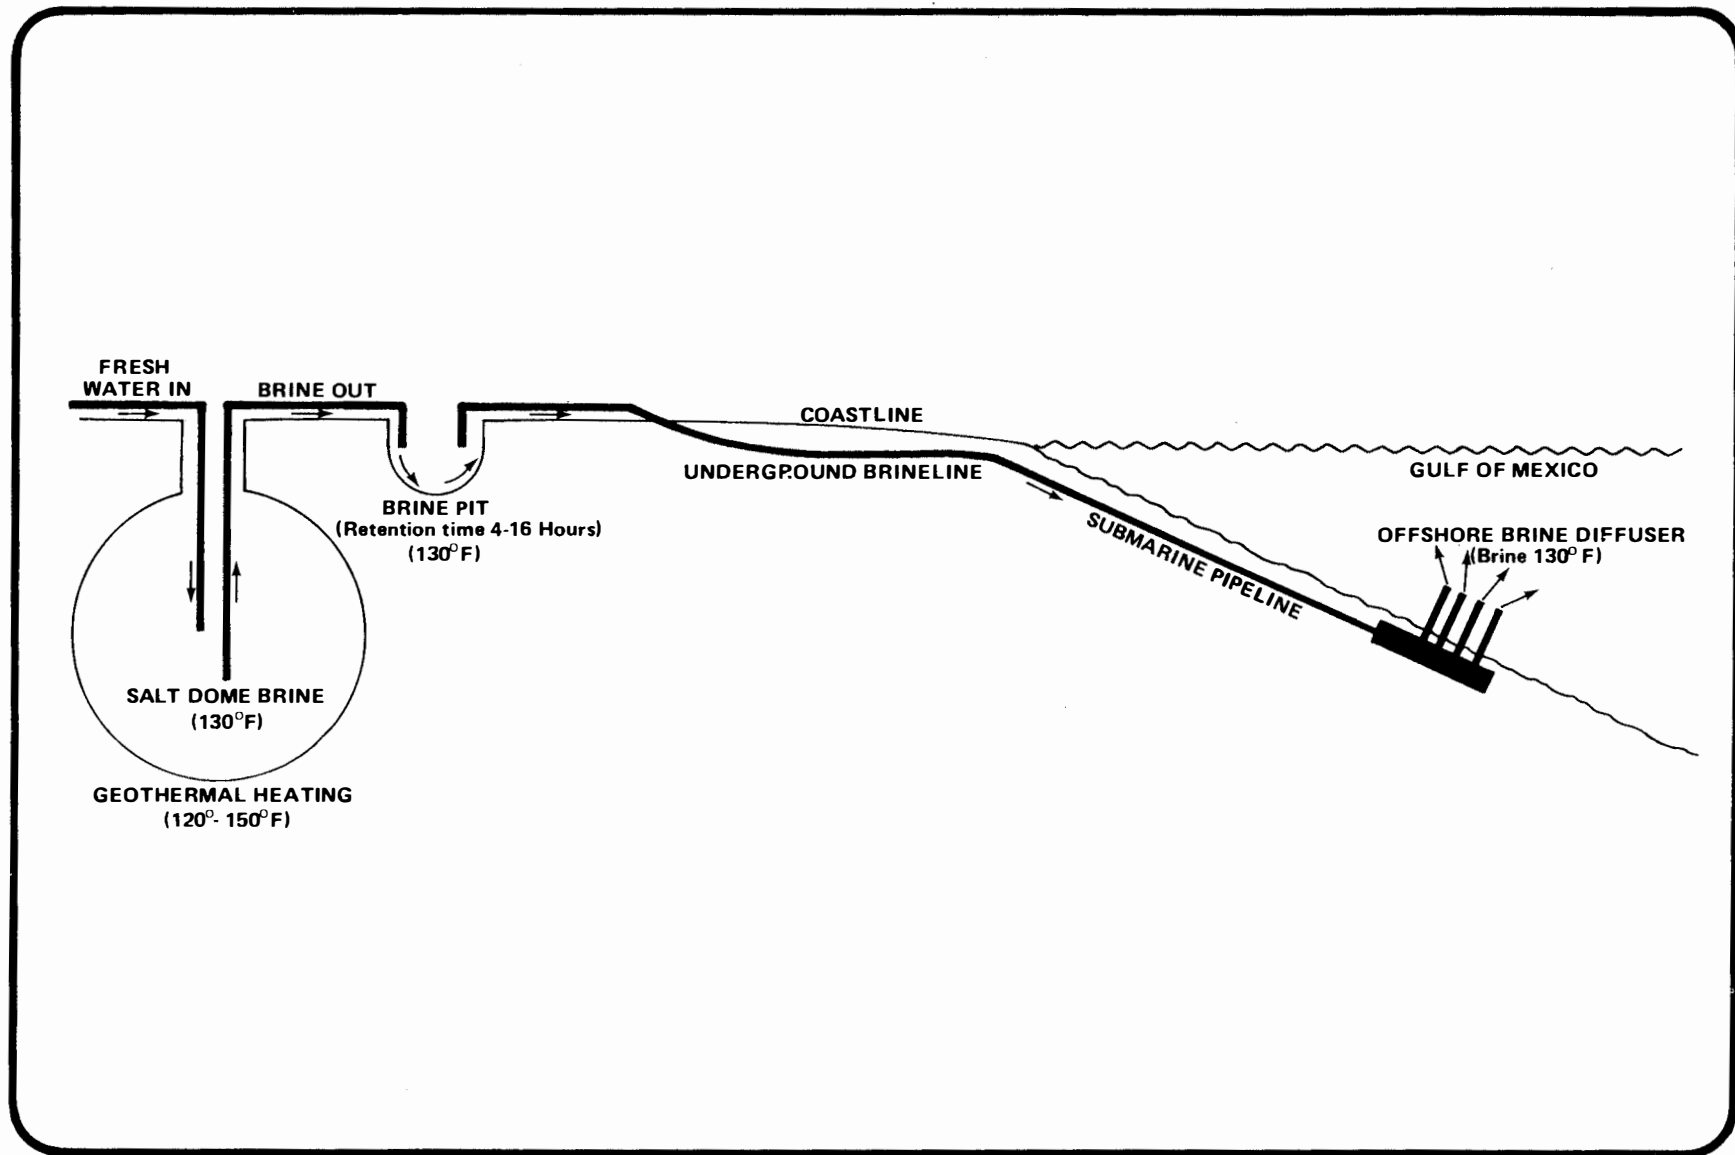 FRESH
WATER IN
BRINE OUT
COASTLINE
UNDERGROUND BRINELINE
GULF OF MEXICO
BRINE PIT
(Retention time 4-16 Hours)
(130°F)
SUBMARINE PIPELINE
OFFSHORE BRINE DIFFUSER
(Brine 130° F)
SALT DOME BRINE
(130°F)
GEOTHERMAL HEATING
(120°- 150°F)